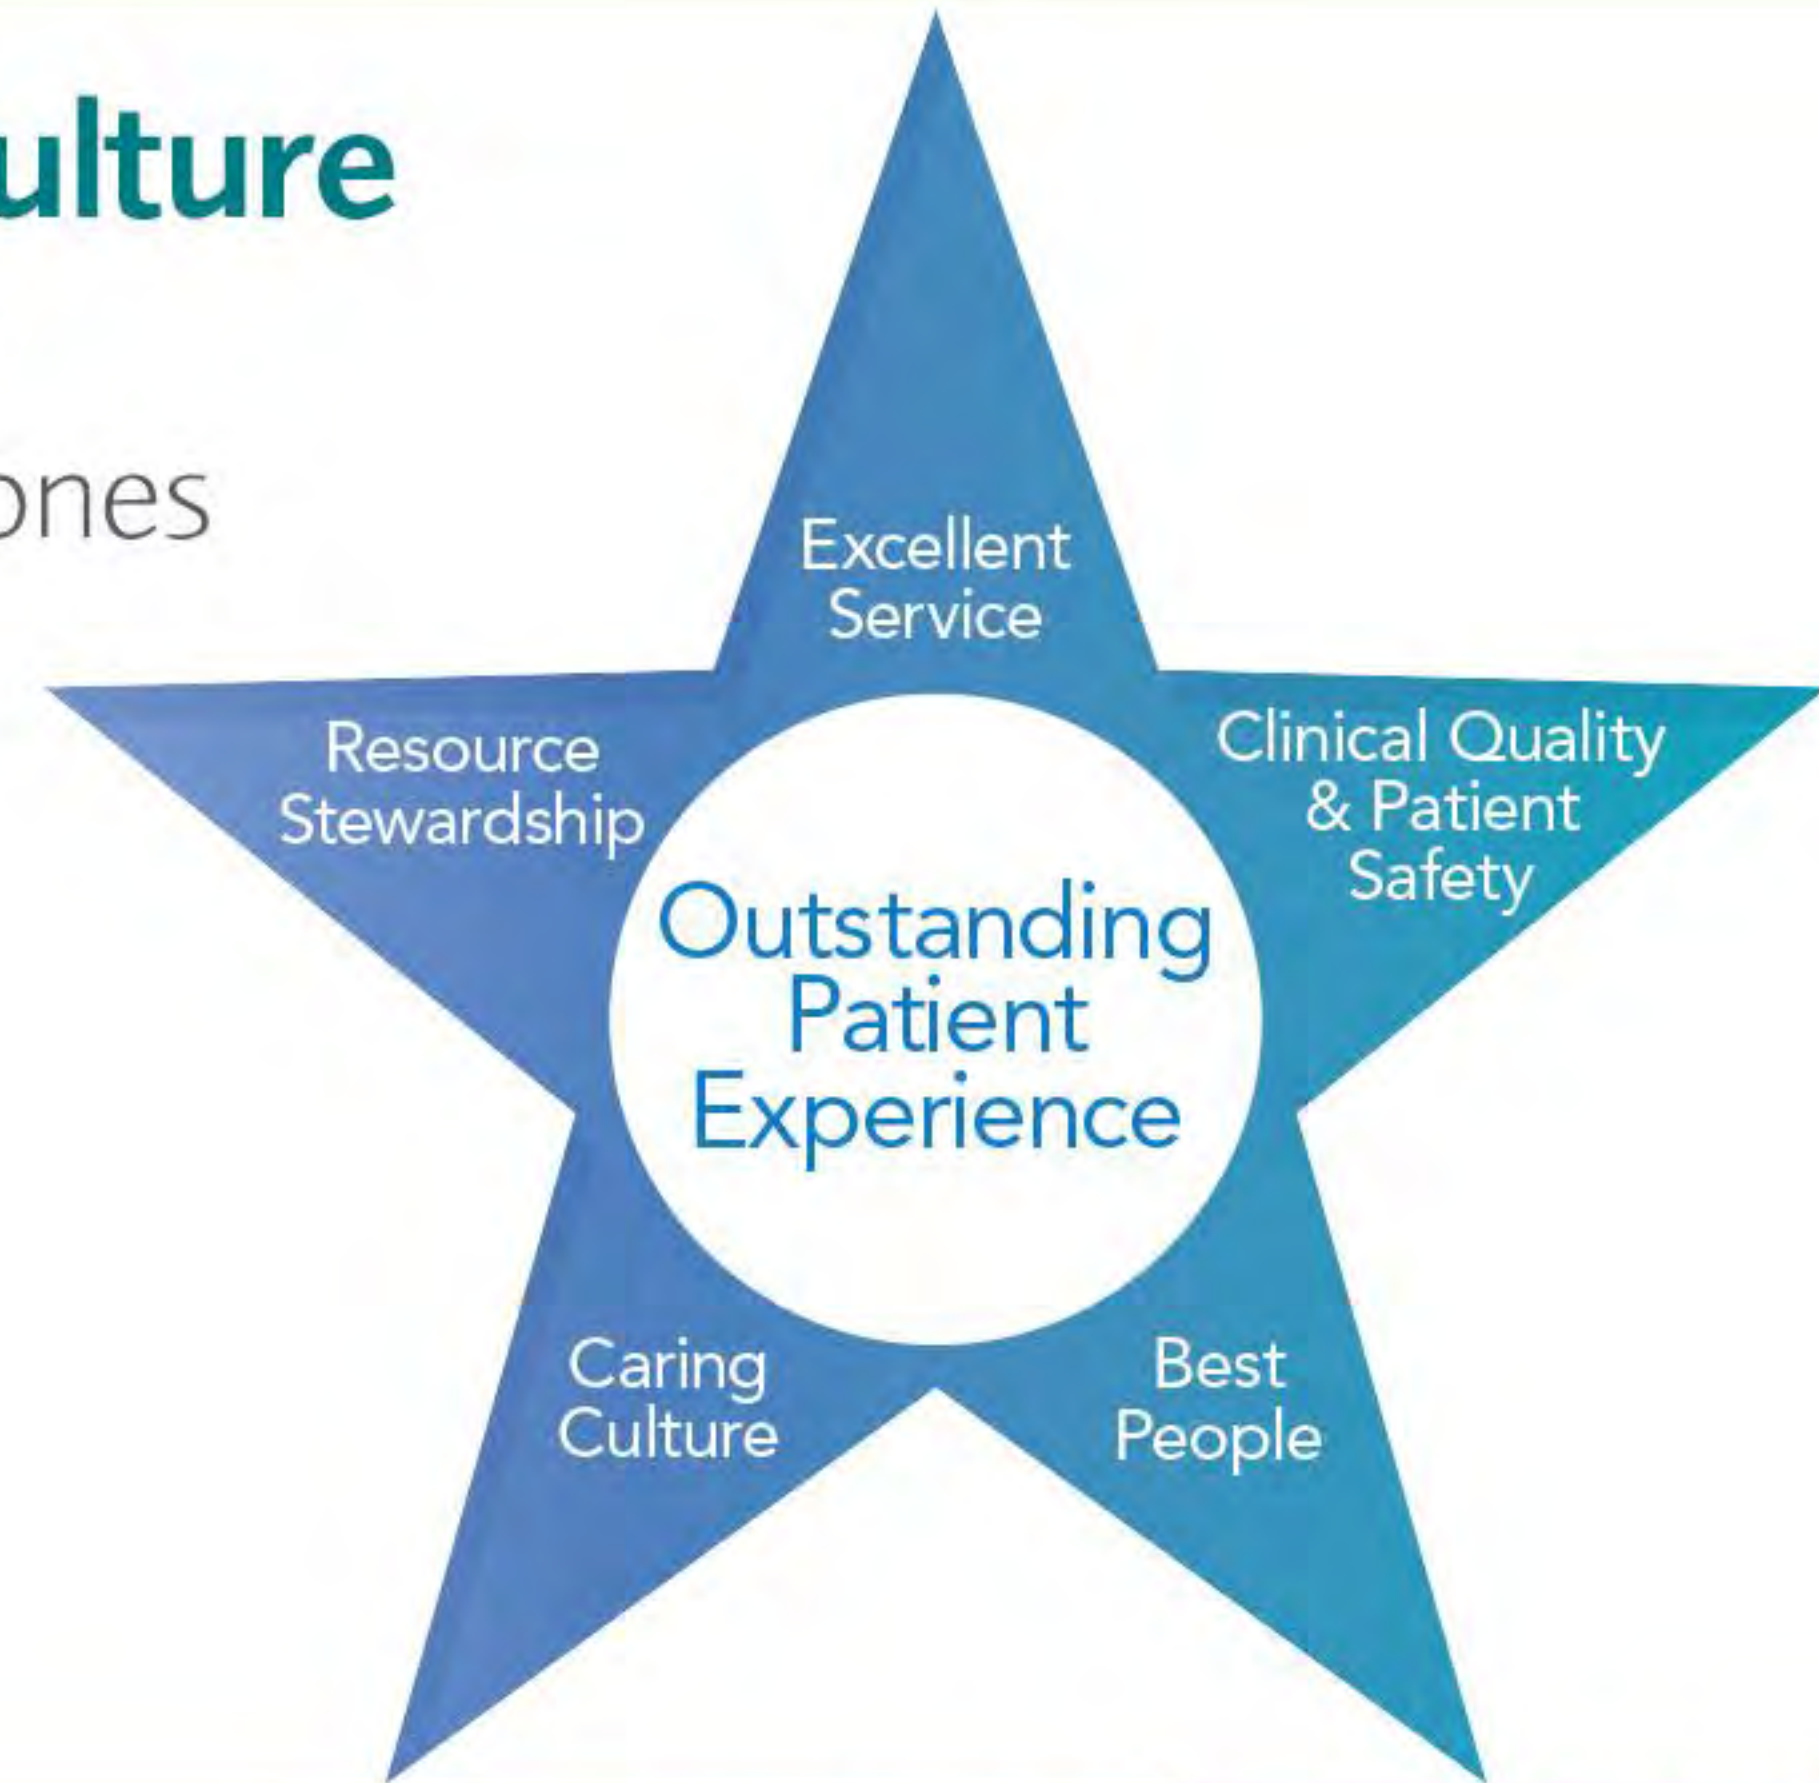 ulture
ones
Excellent
Service
Resource
Stewardship
Clinical Quality
& Patient
Safety
Outstanding
Patient
Experience
Caring
Culture
Best
People